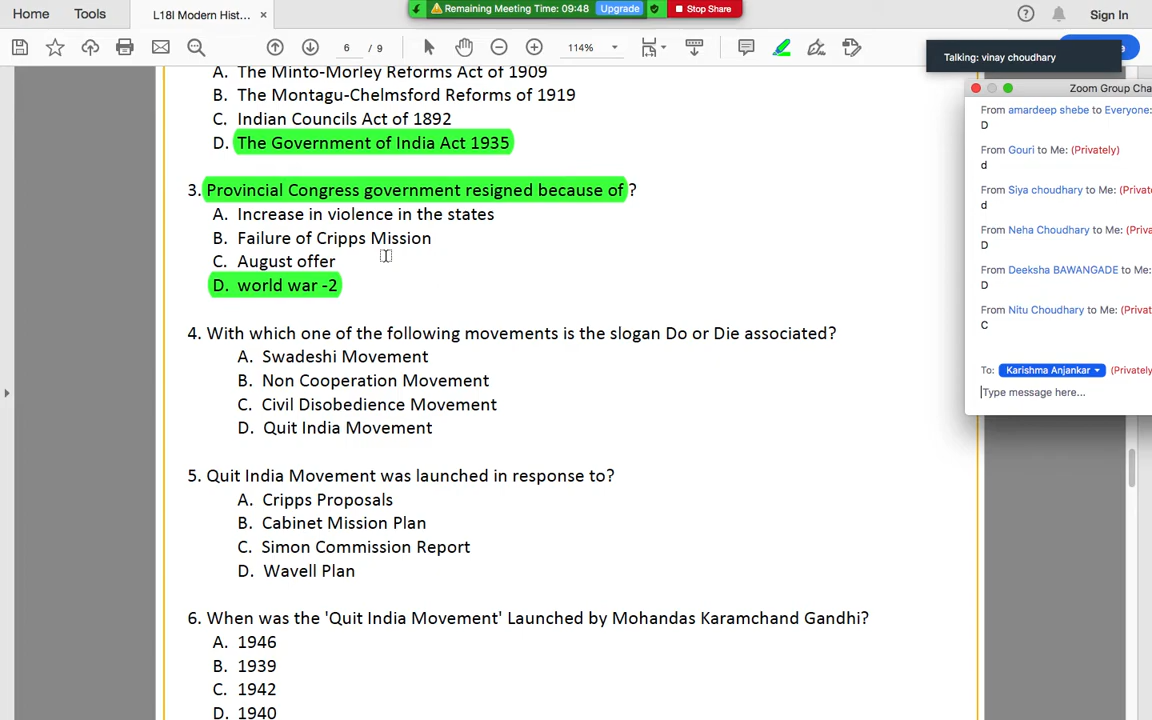 Remaining Meeting Time: 09:48 Upgrade Stop Share
Home Tools L18I Modern Hist... × Sign In
6 / 9 114%
Talking: vinay choudhary
A. The Minto-Morley Reforms Act of 1909
B. The Montagu-Chelmsford Reforms of 1919
C. Indian Councils Act of 1892
D. The Government of India Act 1935
3. Provincial Congress government resigned because of ?
A. Increase in violence in the states
B. Failure of Cripps Mission
C. August offer
D. world war -2
4. With which one of the following movements is the slogan Do or Die associated?
A. Swadeshi Movement
B. Non Cooperation Movement
C. Civil Disobedience Movement
D. Quit India Movement
5. Quit India Movement was launched in response to?
A. Cripps Proposals
B. Cabinet Mission Plan
C. Simon Commission Report
D. Wavell Plan
6. When was the 'Quit India Movement' Launched by Mohandas Karamchand Gandhi?
A. 1946
B. 1939
C. 1942
D. 1940
Zoom Group Cha
From amardeep shebe to Everyone:
D
From Gouri to Me: (Privately)
d
From Siya choudhary to Me: (Privat
d
From Neha Choudhary to Me: (Priva
D
From Deeksha BAWANGADE to Me:
D
From Nitu Choudhary to Me: (Privat
C
To: Karishma Anjankar (Privately
Type message here...